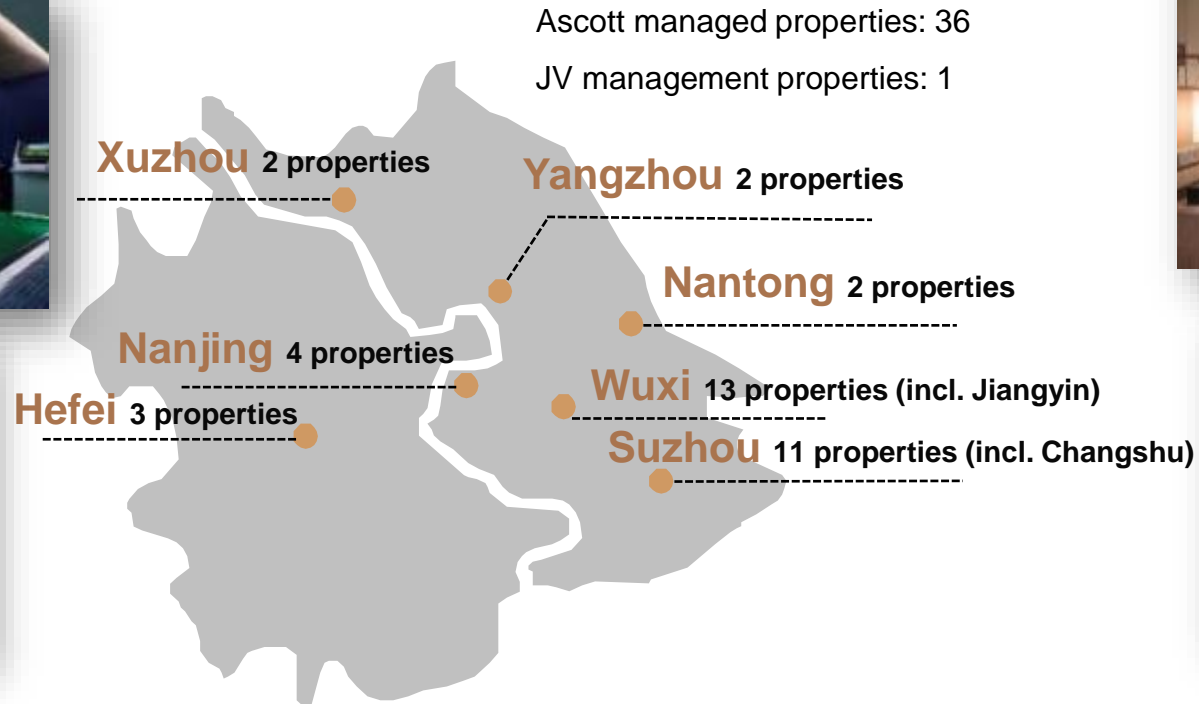 Ascott managed properties: 36
JV management properties: 1
Xuzhou 2 properties
Yangzhou 2 properties
Nantong 2 properties
Nanjing 4 properties
Wuxi 13 properties (incl. Jiangyin)
Hefei 3 properties
Suzhou 11 properties (incl. Changshu)